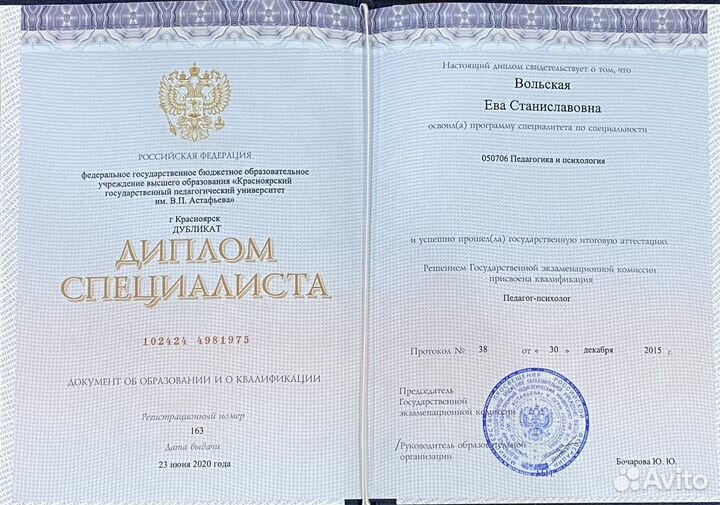 РОССИЙСКАЯ ФЕДЕРАЦИЯ
федеральное государственное бюджетное образовательное
учреждение высшего образования «Красноярский
государственный педагогический университет
им. В.П. Астафьева»
г Красноярск
ДУБЛИКАТ
ДИПЛОМ
СПЕЦИАЛИСТА
102424 4981975
ДОКУМЕНТ ОБ ОБРАЗОВАНИИ И О КВАЛИФИКАЦИИ
Регистрационный номер
163
Дата выдачи
23 июня 2020 года
Настоящий диплом свидетельствует о том, что
Вольская
Ева Станиславовна
освоил(а) программу специалитета по специальности
050706 Педагогика и психология
и успешно прошел(ла) государственную итоговую аттестацию.
Решением Государственной экзаменационной комиссии
присвоена квалификация
Педагог-психолог
Протокол № 38 от « 30 » декабря 2015 г.
Председатель
Государственной
экзаменационной комиссии
Руководитель образовательной
организации
Бочарова Ю. Ю.
М.П.
Avito